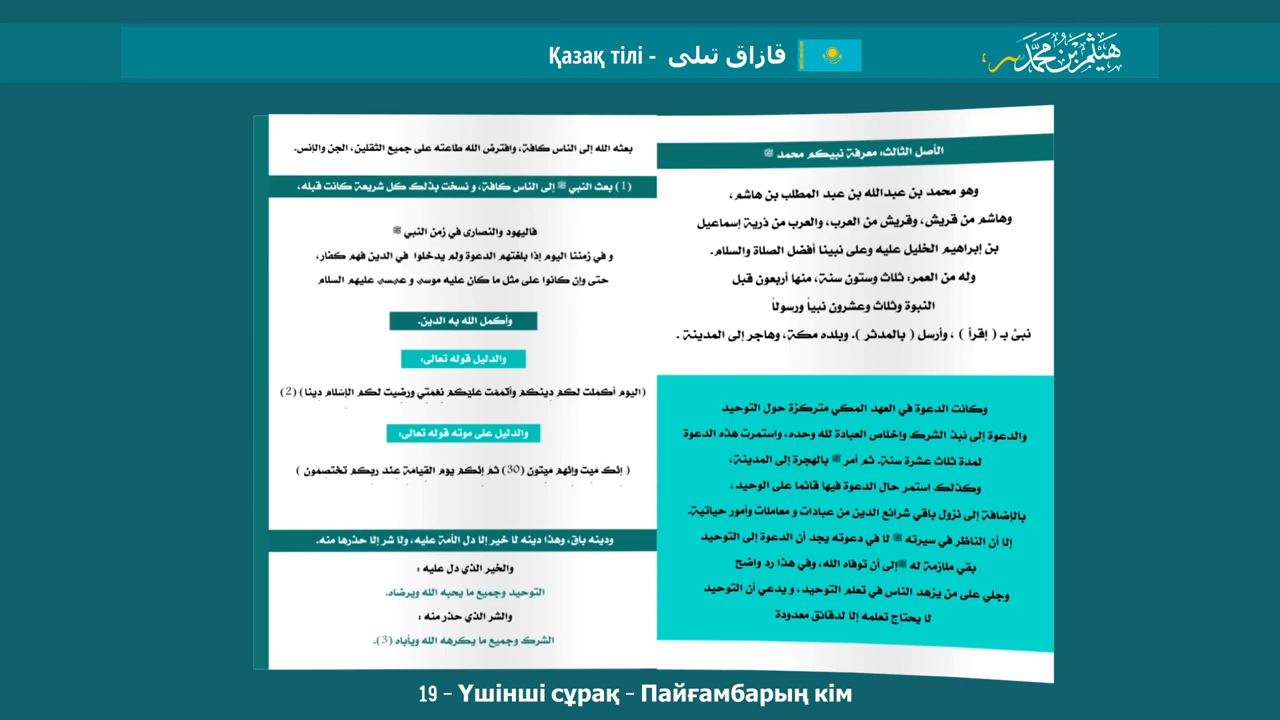 Қазақ тілі - قازاق تىلى
هيثم بن محمد سرحان
الأصل الثالث: معرفة نبيكم محمد ﷺ
وهو محمد بن عبدالله بن عبد المطلب بن هاشم،
وهاشم من قريش، وقريش من العرب، والعرب من ذرية إسماعيل
بن إبراهيم الخليل عليه وعلى نبينا أفضل الصلاة والسلام.
وله من العمر: ثلاث وستون سنة، منها أربعون قبل
النبوة وثلاث وعشرون نبياً ورسولاً
نبئ بـ ( إقرأ ) ، وأرسل ( بالمدثر ). وبلده مكة، وهاجر إلى المدينة .
وكانت الدعوة في العهد المكي متركزة حول التوحيد
والدعوة إلى نبذ الشرك وإخلاص العبادة لله وحده، واستمرت هذه الدعوة
لمدة ثلاث عشرة سنة. ثم أمر ﷺ بالهجرة إلى المدينة،
وكذلك استمر حال الدعوة فيها قائما على الوحيد،
بالإضافة إلى نزول باقي شرائع الدين من عبادات و معاملات وأمور حياتية.
إلا أن الناظر في سيرته ﷺ لا في دعوته يجد أن الدعوة إلى التوحيد
بقي ملازمة له ﷺ إلى أن توفاه الله، وفي هذا رد واضح
وجلي على من يزهد الناس في تعلم التوحيد، و يدعي أن التوحيد
لا يحتاج تعلمه إلا لدقائق معدودة
بعثه الله إلى الناس كافة، وافترض الله طاعته على جميع الثقلين، الجن والإنس.
(1) بعث النبي ﷺ إلى الناس كافة، و نسخت بذلك كل شريعة كانت قبله،
فاليهود والنصارى في زمن النبي ﷺ
و في زمننا اليوم إذا بلغتهم الدعوة ولم يدخلوا في الدين فهم كفار،
حتى وإن كانوا على مثل ما كان عليه موسى و عيسى عليهم السلام
وأكمل الله به الدين.
والدليل قوله تعالى:
(اليوم أكملت لكم دينكم وأتممت عليكم نعمتي ورضيت لكم الإسلام دينا) (2)
والدليل على موته قوله تعالى:
( إنك ميت وإنهم ميتون (30) ثم إنكم يوم القيامة عند ربكم تختصمون )
ودينه باق، وهذا دينه لا خير إلا دل الأمة عليه، ولا شر إلا حذرها منه.
والخير الذي دل عليه :
التوحيد وجميع ما يحبه الله ويرضاه.
والشر الذي حذر منه :
الشرك وجميع ما يكرهه الله ويأباه (3).
19 – Үшінші сұрақ – Пайғамбарың кім